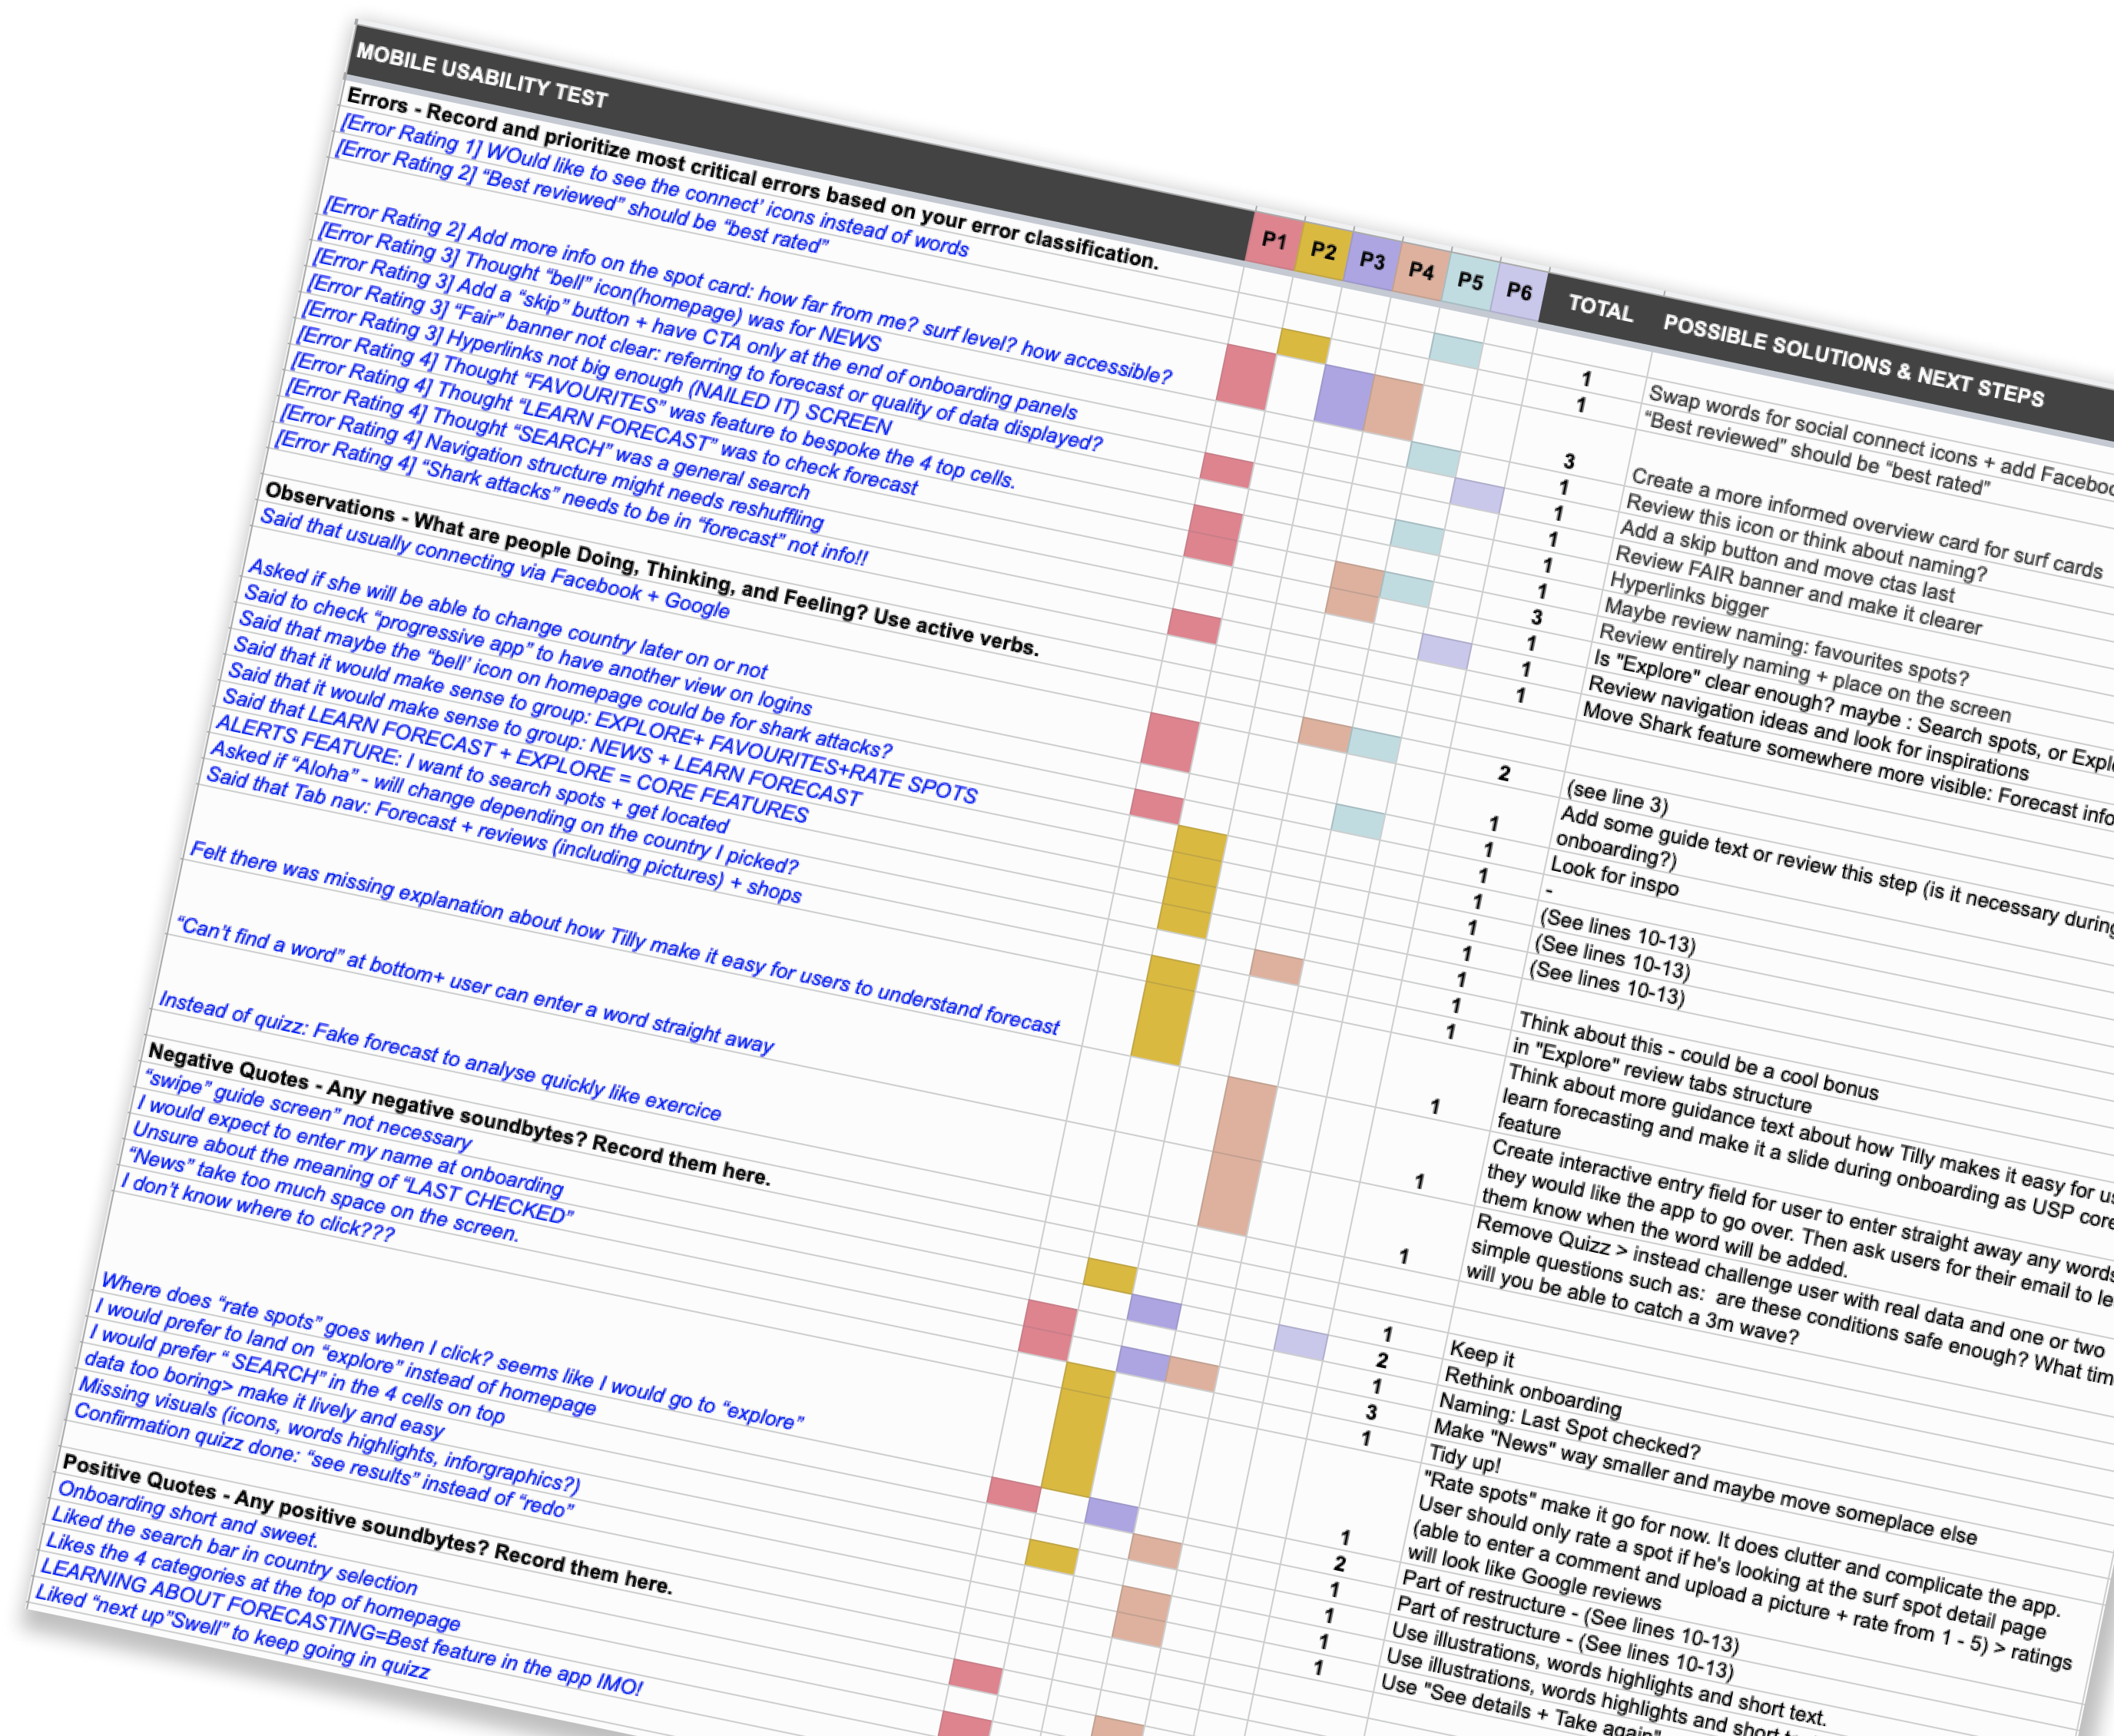 MOBILE USABILITY TEST
P1 P2 P3 P4 P5 P6 TOTAL POSSIBLE SOLUTIONS & NEXT STEPS
Errors - Record and prioritize most critical errors based on your error classification.
[Error Rating 1] WOuld like to see the connect' icons instead of words 1 Swap words for social connect icons + add
[Error Rating 2] “Best reviewed” should be “best rated” 1 “Best reviewed” should be “best rated”
[Error Rating 2] Add more info on the spot card: how far from me? surf level? how accessible? 3 Create a more informed overview card for surf cards
[Error Rating 3] Thought “bell” icon(homepage) was for NEWS 1 Review this icon or think about naming?
[Error Rating 3] Add a “skip” button + have CTA only at the end of onboarding panels 1 Add a skip button and move ctas last
[Error Rating 3] “Fair” banner not clear: referring to forecast or quality of data displayed? 1 Review FAIR banner and make it clearer
[Error Rating 3] Hyperlinks not big enough (NAILED IT) SCREEN 1 Hyperlinks bigger
[Error Rating 4] Thought “FAVOURITES” was feature to bespoke the 4 top cells. 1 Maybe review naming: favourites spots?
[Error Rating 4] Thought “LEARN FORECAST” was to check forecast 3 Review entirely naming + place on the screen
[Error Rating 4] Thought “SEARCH” was a general search 1 Is "Explore" clear enough? maybe : Search spots, or
[Error Rating 4] Navigation structure might needs reshuffling 1 Review navigation ideas and look for inspirations
[Error Rating 4] “Shark attacks” needs to be in “forecast” not info!! 1 Move Shark feature somewhere more visible: Forecast
Observations - What are people Doing, Thinking, and Feeling? Use active verbs.
Said that usually connecting via Facebook + Google 2 (see line 3)
Asked if she will be able to change country later on or not 1 Add some guide text or review this step (is it necessary during
onboarding?)
Said to check “progressive app” to have another view on logins 1 Look for inspo
Said that maybe the “bell’ icon on homepage could be for shark attacks? 1 -
Said that it would make sense to group: EXPLORE+ FAVOURITES+RATE SPOTS 1 (See lines 10-13)
Said that it would make sense to group: NEWS + LEARN FORECAST 1 (See lines 10-13)
Said that LEARN FORECAST + EXPLORE = CORE FEATURES 1 (See lines 10-13)
ALERTS FEATURE: I want to search spots + get located 1
Asked if “Aloha” - will change depending on the country I picked? 1 Think about this - could be a cool bonus
Said that Tab nav: Forecast + reviews (including pictures) + shops 1 in "Explore" review tabs structure
Felt there was missing explanation about how Tilly make it easy for users to understand forecast 1 Think about more guidance text about how Tilly makes it easy for
learn forecasting and make it a slide during onboarding as USP core
feature
“Can’t find a word” at bottom+ user can enter a word straight away 1 Create interactive entry field for user to enter straight away any words
they would like the app to go over. Then ask users for their email to
them know when the word will be added.
Instead of quizz: Fake forecast to analyse quickly like exercice 1 Remove Quizz > instead challenge user with real data and one or two
simple questions such as: are these conditions safe enough? What
will you be able to catch a 3m wave?
Negative Quotes - Any negative soundbytes? Record them here.
“swipe” guide screen” not necessary 1 Keep it
I would expect to enter my name at onboarding 2 Rethink onboarding
Unsure about the meaning of “LAST CHECKED” 1 Naming: Last Spot checked?
“News” take too much space on the screen. 3 Make "News" way smaller and maybe move someplace else
I don’t know where to click??? 1 Tidy up!
Where does “rate spots” goes when I click? seems like I would go to “explore” 1 "Rate spots" make it go for now. It does clutter and complicate the app.
User should only rate a spot if he's looking at the surf spot detail page
(able to enter a comment and upload a picture + rate from 1 - 5) > ratings
will look like Google reviews
I would prefer to land on “explore” instead of homepage 2 Part of restructure - (See lines 10-13)
I would prefer “ SEARCH” in the 4 cells on top 1 Part of restructure - (See lines 10-13)
data too boring> make it lively and easy 1 Use illustrations, words highlights and short text.
Missing visuals (icons, words highlights, inforgraphics?) 1 Use illustrations, words highlights and short
Confirmation quizz done: “see results” instead of “redo” 1 Use "See details + Take again"
Positive Quotes - Any positive soundbytes? Record them here.
Onboarding short and sweet.
Liked the search bar in country selection
Likes the 4 categories at the top of homepage
LEARNING ABOUT FORECASTING=Best feature in the app IMO!
Liked “next up”Swell” to keep going in quizz